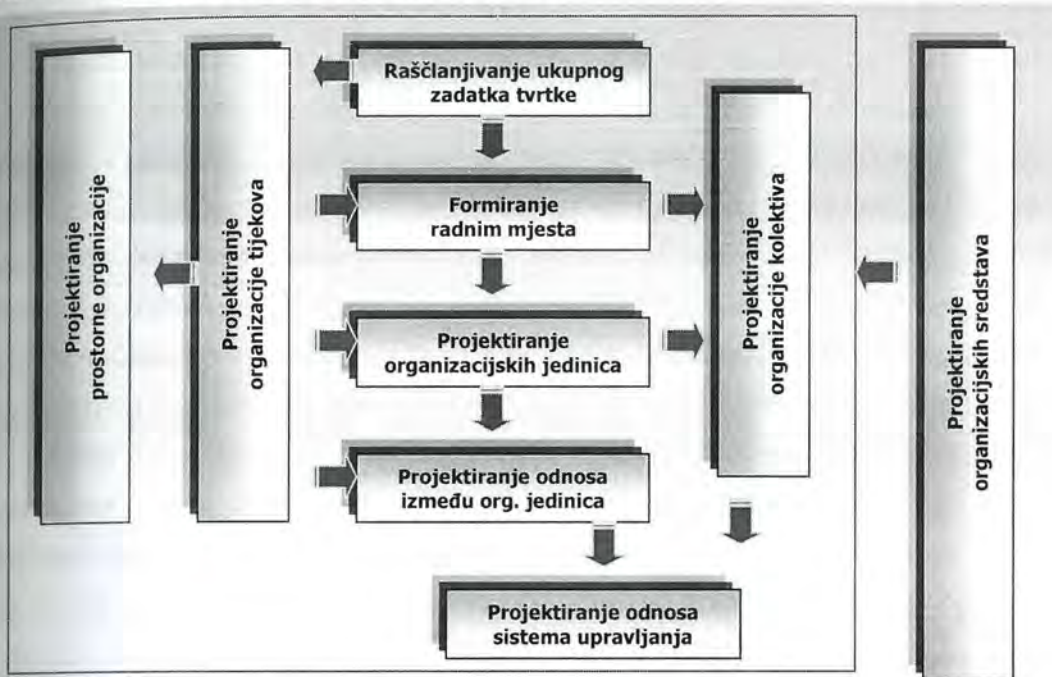 Projektiranje
prostorne organizacije
Projektiranje
organizacije tijekova
Raščlanjivanje ukupnog
zadatka tvrtke
Formiranje
radnim mjesta
Projektiranje
organizacijskih jedinica
Projektiranje odnosa
između org. jedinica
Projektiranje odnosa
sistema upravljanja
Projektiranje
organizacije kolektiva
Projektiranje
organizacijskih sredstava